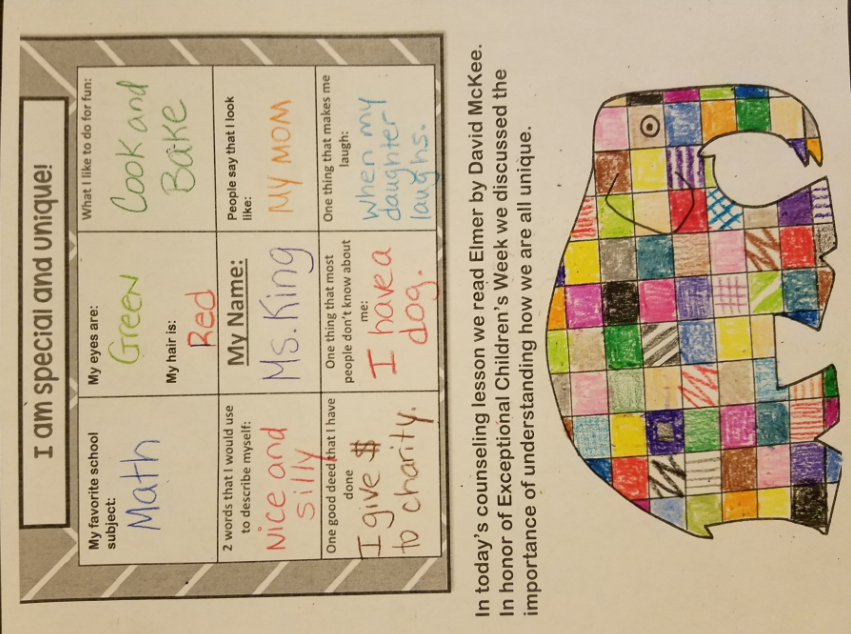 I am special and unique!
My favorite school
subject:
Math
My eyes are:
Green
My hair is:
Red
What I like to do for fun:
Cook and
Bake
2 words that I would use
to describe myself:
Nice and
silly
My Name:
Ms. King
People say that I look
like:
MY MOM
One good deed that I have
done
I give $
to charity.
One thing that most
people don't know about
me:
I have a
dog.
One thing that makes me
laugh:
When my
daughter
laughs.
In today's counseling lesson we read Elmer by David McKee.
In honor of Exceptional Children's Week we discussed the
importance of understanding how we are all unique.